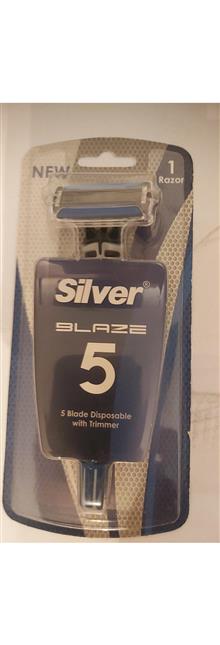 NEW
1
Razor
Silver®
BLAZE
5
5 Blade Disposable
with Trimmer